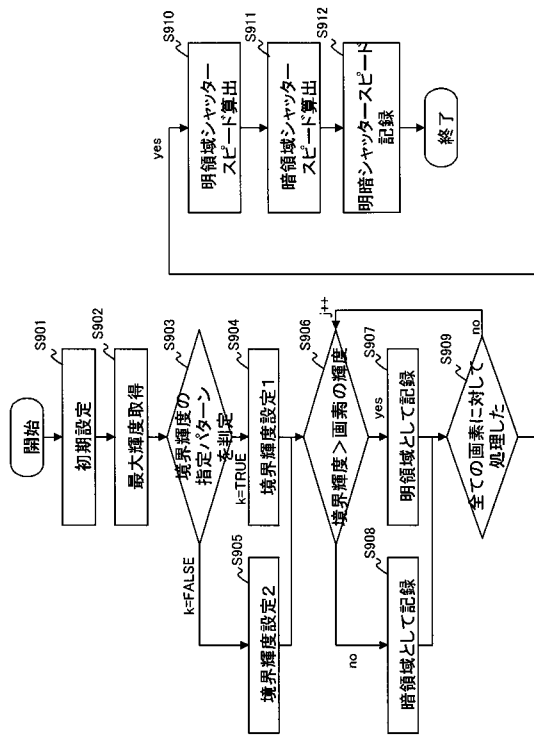 開始
S901
初期設定
S902
最大輝度取得
S903
境界輝度の
指定パターン
を判定
k=TRUE
k=FALSE
S904
境界輝度設定1
S905
境界輝度設定2
S906
境界輝度>画素の輝度
j++
yes
no
S907
明領域として記録
S908
暗領域として記録
S909
全ての画素に対して
処理した
no
yes
S910
明領域シャッター
スピード算出
S911
暗領域シャッター
スピード算出
S912
明暗シャッタースピード
記録
終了